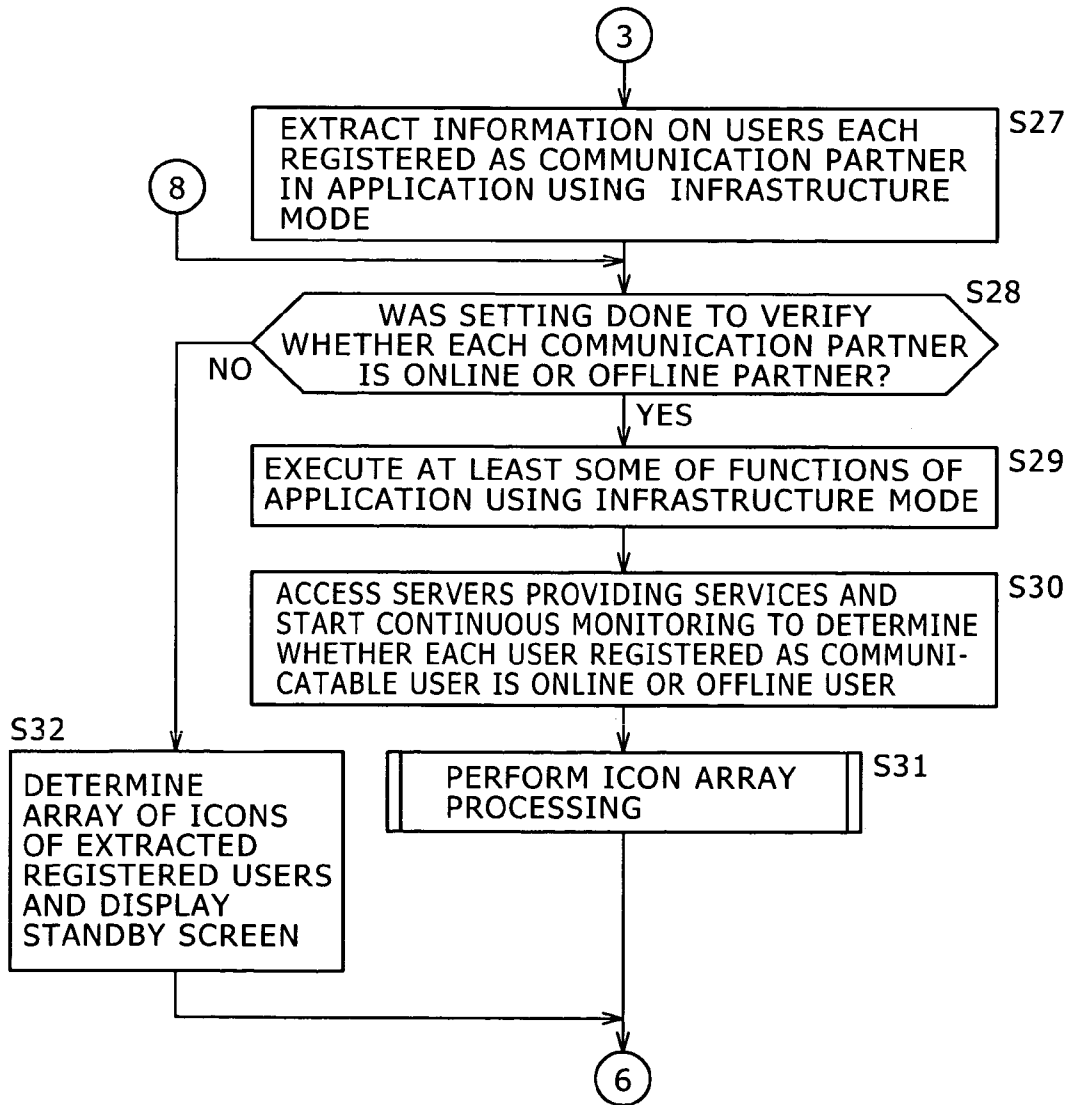 3
EXTRACT INFORMATION ON USERS EACH
REGISTERED AS COMMUNICATION PARTNER
IN APPLICATION USING INFRASTRUCTURE
MODE
S27
8
S28
WAS SETTING DONE TO VERIFY
WHETHER EACH COMMUNICATION PARTNER
IS ONLINE OR OFFLINE PARTNER?
NO
YES
EXECUTE AT LEAST SOME OF FUNCTIONS OF
APPLICATION USING INFRASTRUCTURE MODE
S29
ACCESS SERVERS PROVIDING SERVICES AND
START CONTINUOUS MONITORING TO DETERMINE
WHETHER EACH USER REGISTERED AS COMMUNI-
CATABLE USER IS ONLINE OR OFFLINE USER
S30
S32
DETERMINE
ARRAY OF ICONS
OF EXTRACTED
REGISTERED USERS
AND DISPLAY
STANDBY SCREEN
PERFORM ICON ARRAY
PROCESSING
S31
6